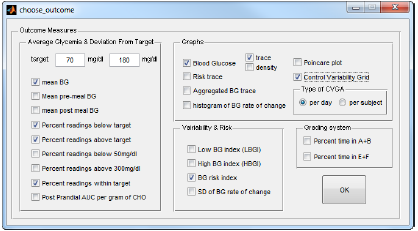 choose_outcome
Outcome Measures
Average Glycemia & Deviation From Target
target 70 mg/dl 180 mg/dl
mean BG
Mean pre-meal BG
mean post meal BG
Percent readings below target
Percent readings above target
Percent readings below 50mg/dl
Percent readings above 300mg/dl
Percent readings within target
Post Prandial AUC per gram of CHO
Graphs
Blood Glucose
trace
density
Risk trace
Aggregated BG trace
histogram of BG rate of change
Poincare plot
Control Variability Grid
Type of CVGA
per day
per subject
Variability & Risk
Low BG index (LBGI)
High BG index (HBGI)
BG risk index
SD of BG rate of change
Grading system
Percent time in A+B
Percent time in E+F
OK